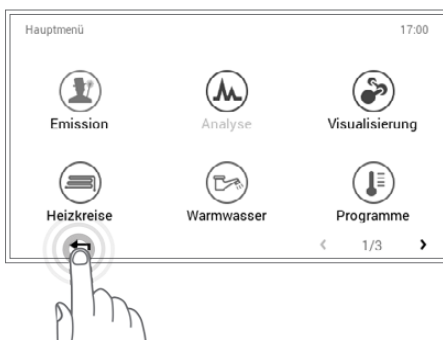 Hauptmenü 17:00
Emission Analyse Visualisierung
Heizkreise Warmwasser Programme
1/3